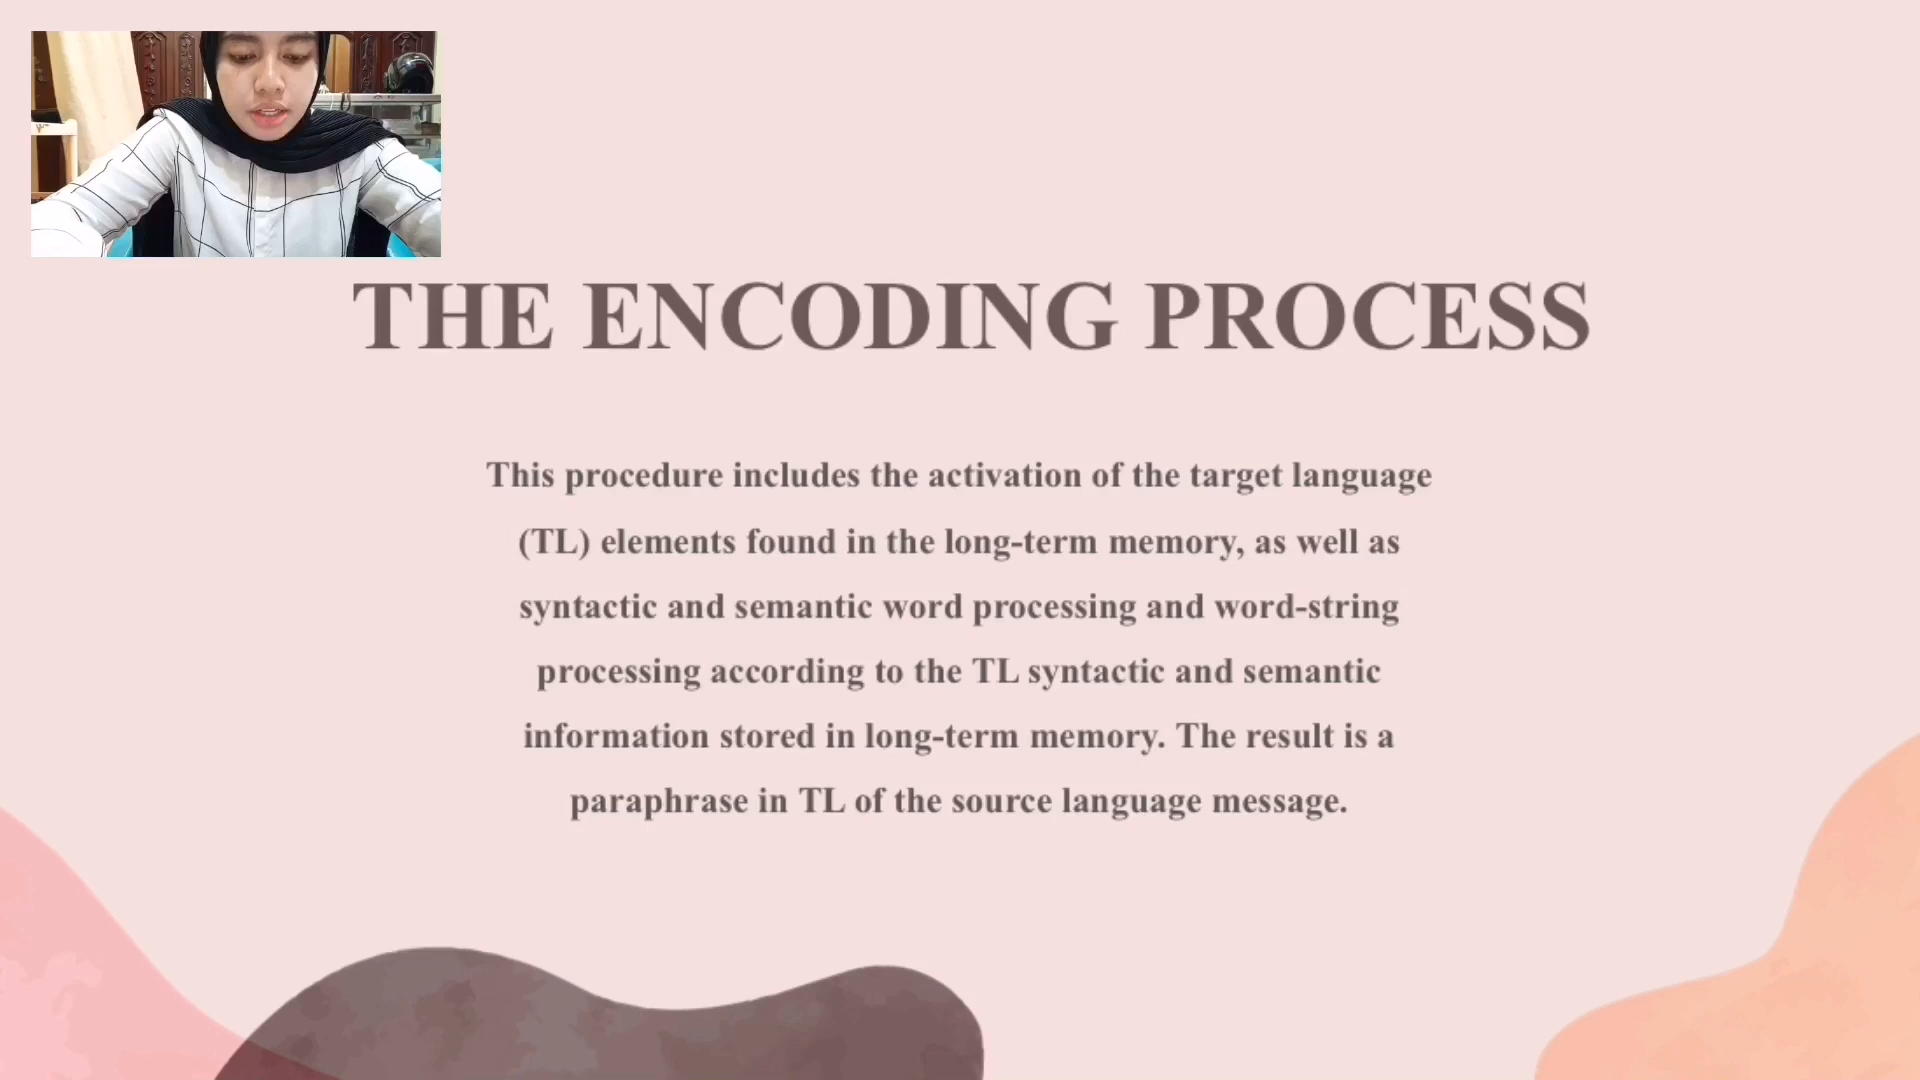 THE ENCODING PROCESS
This procedure includes the activation of the target language
(TL) elements found in the long-term memory, as well as
syntactic and semantic word processing and word-string
processing according to the TL syntactic and semantic
information stored in long-term memory. The result is a
paraphrase in TL of the source language message.